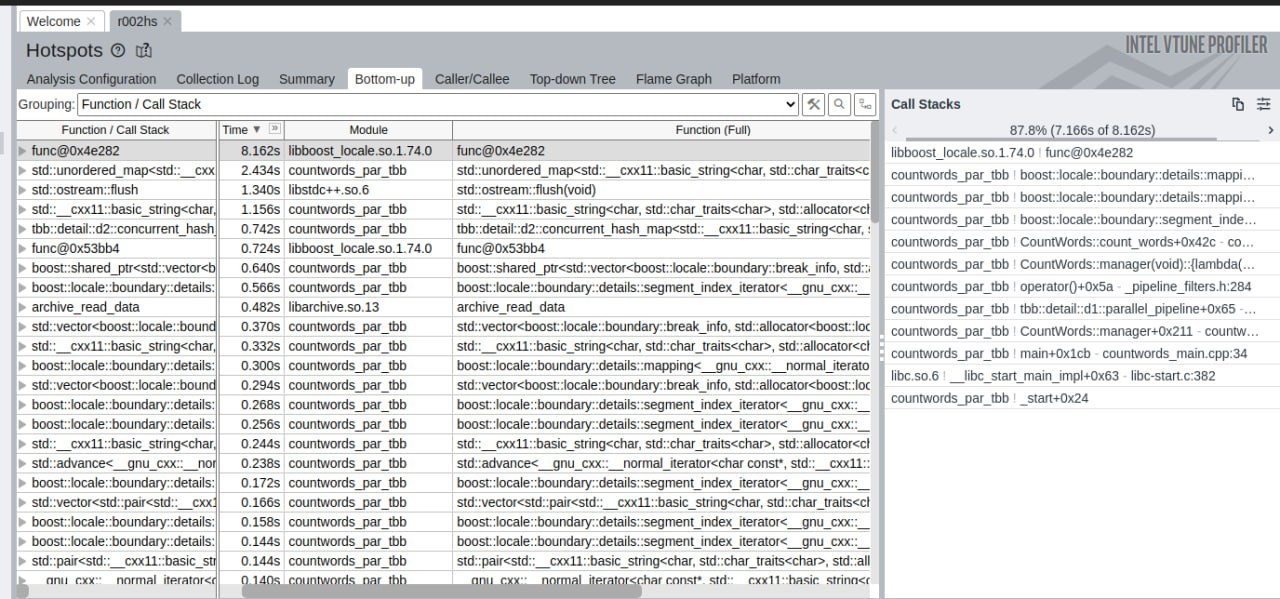 Welcome ×
r002hs ×
Hotspots
INTEL VTUNE PROFILER
Analysis Configuration Collection Log Summary Bottom-up Caller/Callee Top-down Tree Flame Graph Platform
Grouping: Function / Call Stack
Function / Call Stack Time ▼ » Module Function (Full)
func@0x4e282 8.162s libboost_locale.so.1.74.0 func@0x4e282
std::unordered_map<std::__cxx 2.434s countwords_par_tbb std::unordered_map<std::__cxx11::basic_string<char, std::char_traits<c
std::ostream::flush 1.340s libstdc++.so.6 std::ostream::flush(void)
std::__cxx11::basic_string<char, 1.156s countwords_par_tbb std::__cxx11::basic_string<char, std::char_traits<char>, std::allocator<ch
tbb::detail::d2::concurrent_hash_ 0.742s countwords_par_tbb tbb::detail::d2::concurrent_hash_map<std::__cxx11::basic_string<char, s
func@0x53bb4 0.724s libboost_locale.so.1.74.0 func@0x53bb4
boost::shared_ptr<std::vector<b 0.640s countwords_par_tbb boost::shared_ptr<std::vector<boost::locale::boundary::break_info, std::a
boost::locale::boundary::details: 0.566s countwords_par_tbb boost::locale::boundary::details::segment_index_iterator<__gnu_cxx::__
archive_read_data 0.482s libarchive.so.13 archive_read_data
std::vector<boost::locale::bound 0.370s countwords_par_tbb std::vector<boost::locale::boundary::break_info, std::allocator<boost::loc
std::__cxx11::basic_string<char, 0.332s countwords_par_tbb std::__cxx11::basic_string<char, std::char_traits<char>, std::allocator<ch
boost::locale::boundary::details: 0.300s countwords_par_tbb boost::locale::boundary::details::mapping<__gnu_cxx::__normal_iterato
std::vector<boost::locale::bound 0.294s countwords_par_tbb std::vector<boost::locale::boundary::break_info, std::allocator<boost::loc
boost::locale::boundary::details: 0.268s countwords_par_tbb boost::locale::boundary::details::segment_index_iterator<__gnu_cxx::__
boost::locale::boundary::details: 0.256s countwords_par_tbb boost::locale::boundary::details::segment_index_iterator<__gnu_cxx::__
std::__cxx11::basic_string<char, 0.244s countwords_par_tbb std::__cxx11::basic_string<char, std::char_traits<char>, std::allocator<ch
std::advance<__gnu_cxx::__nor 0.238s countwords_par_tbb std::advance<__gnu_cxx::__normal_iterator<char const*, std::__cxx11::
boost::locale::boundary::details: 0.172s countwords_par_tbb boost::locale::boundary::details::segment_index_iterator<__gnu_cxx::__
std::vector<std::pair<std::__cxx1 0.166s countwords_par_tbb std::vector<std::pair<std::__cxx11::basic_string<char, std::char_traits<ch
boost::locale::boundary::details: 0.158s countwords_par_tbb boost::locale::boundary::details::segment_index_iterator<__gnu_cxx::__
boost::locale::boundary::details: 0.144s countwords_par_tbb boost::locale::boundary::details::segment_index_iterator<__gnu_cxx::__
std::pair<std::__cxx11::basic_str 0.144s countwords_par_tbb std::pair<std::__cxx11::basic_string<char, std::char_traits<char>, std::all
__gnu_cxx::__normal_iterator<c 0.140s countwords_par_tbb __gnu_cxx::__normal_iterator<char const*, std::__cxx11::basic_string<c
Call Stacks
87.8% (7.166s of 8.162s)
libboost_locale.so.1.74.0 ! func@0x4e282
countwords_par_tbb ! boost::locale::boundary::details::mappi...
countwords_par_tbb ! boost::locale::boundary::details::mappi...
countwords_par_tbb ! boost::locale::boundary::segment_inde...
countwords_par_tbb ! CountWords::count_words+0x42c - co...
countwords_par_tbb ! CountWords::manager(void)::{lambda(...
countwords_par_tbb ! operator()+0x5a - _pipeline_filters.h:284
countwords_par_tbb ! tbb::detail::d1::parallel_pipeline+0x65 -...
countwords_par_tbb ! CountWords::manager+0x211 - countw...
countwords_par_tbb ! main+0x1cb - countwords_main.cpp:34
libc.so.6 ! __libc_start_main_impl+0x63 - libc-start.c:382
countwords_par_tbb ! _start+0x24